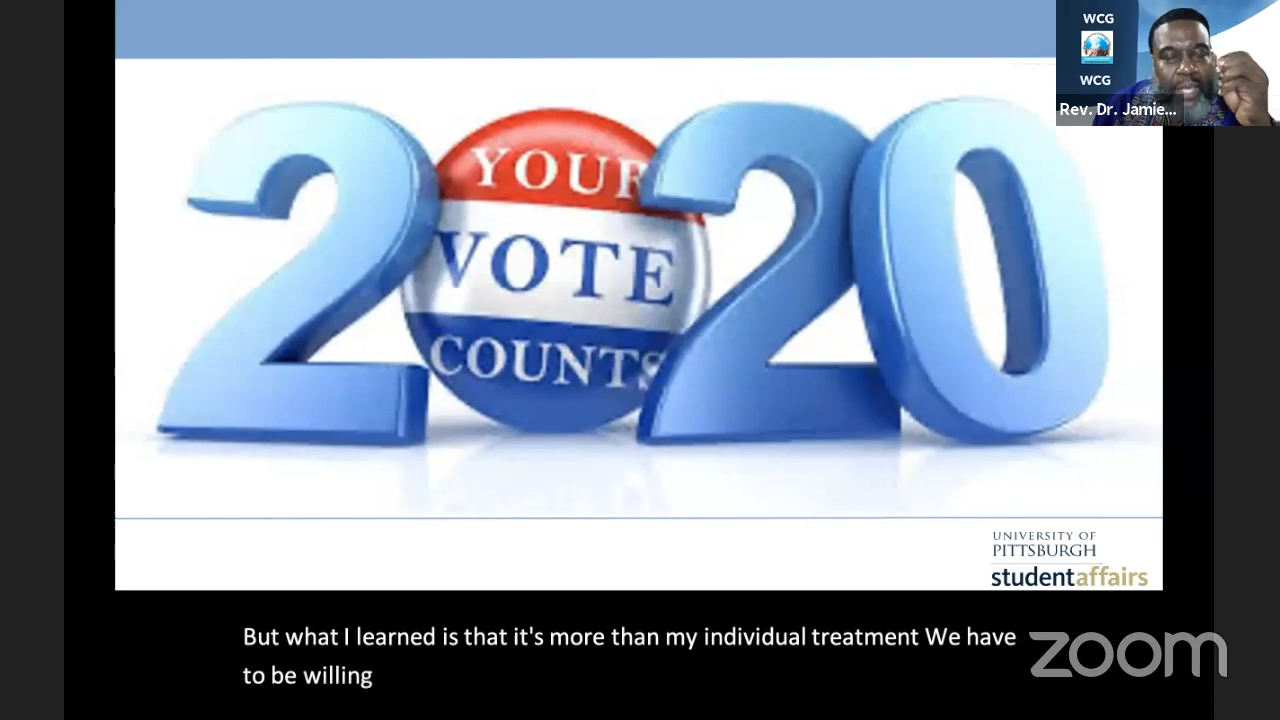 WCG
WCG
Rev. Dr. Jamie...
2020
YOUR
VOTE
COUNTS
UNIVERSITY OF
PITTSBURGH
studentaffairs
But what I learned is that it's more than my individual treatment We have
to be willing
zoom